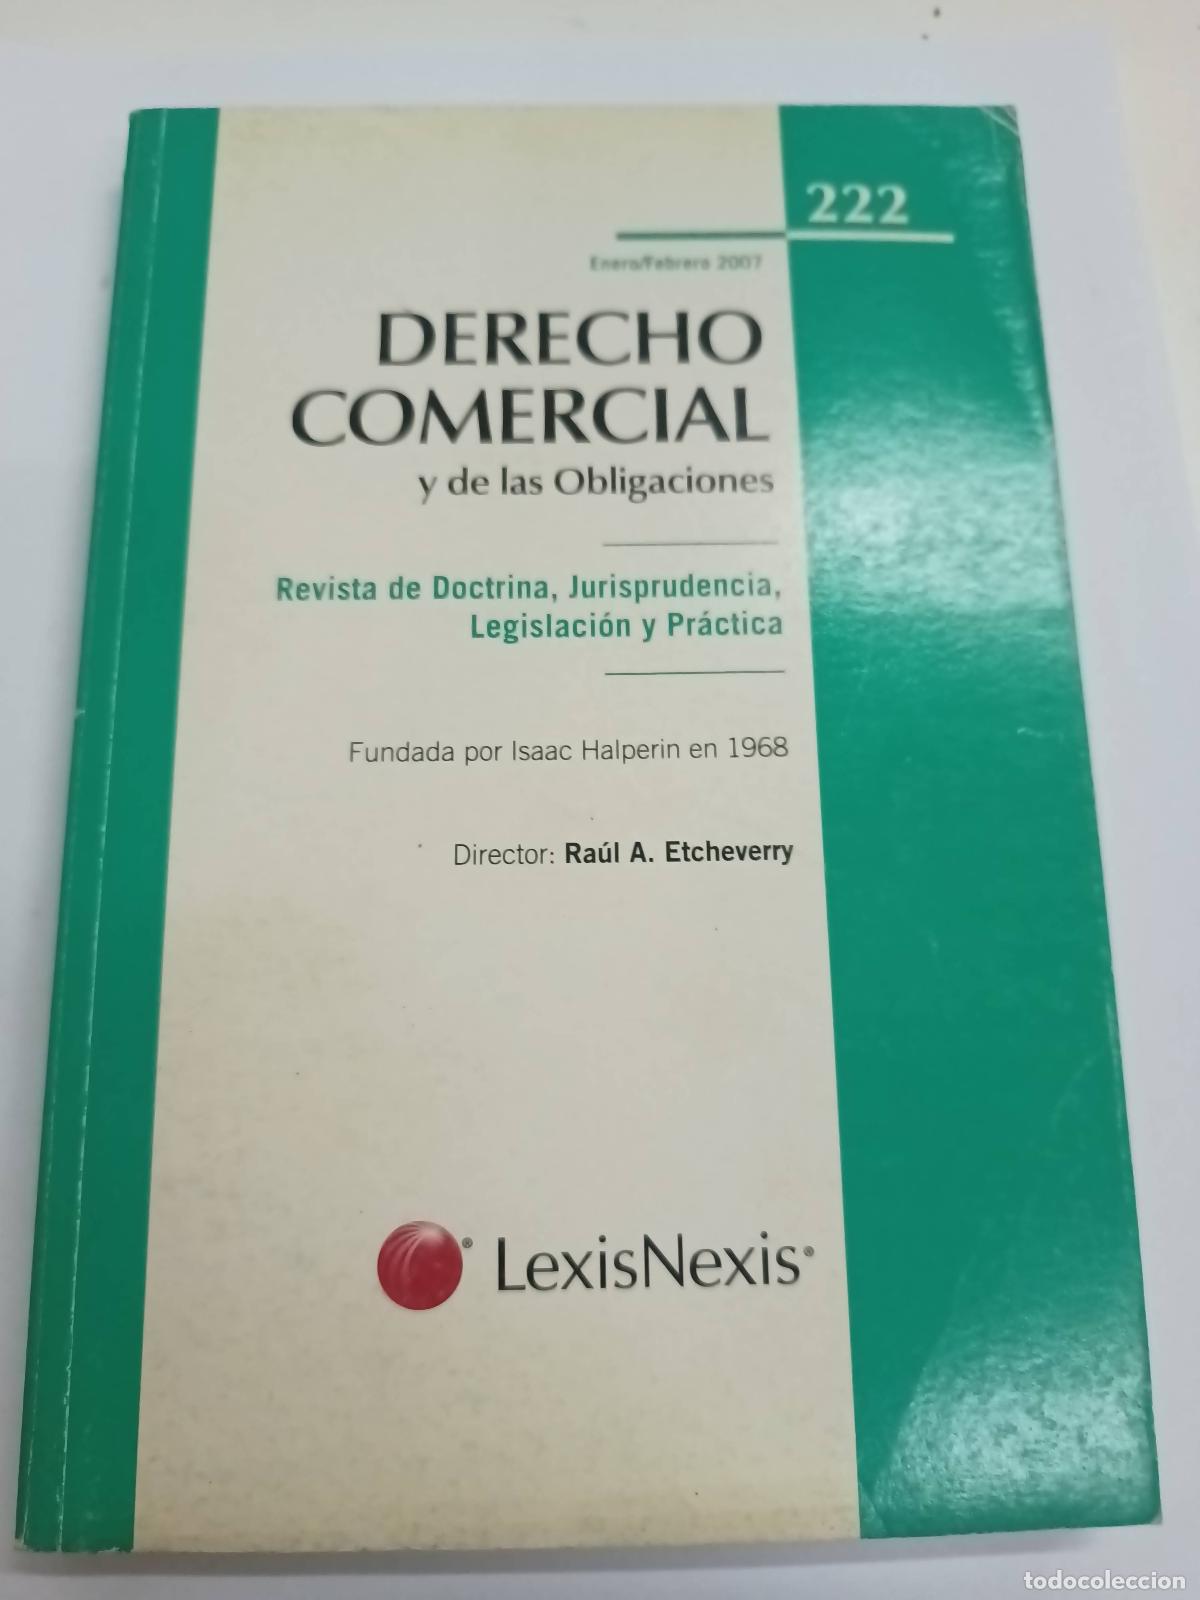 222
Enero/Febrero 2007
DERECHO
COMERCIAL
y de las Obligaciones
Revista de Doctrina, Jurisprudencia,
Legislación y Práctica
Fundada por Isaac Halperin en 1968
Director: Raúl A. Etcheverry
® LexisNexis®
todocoleccion